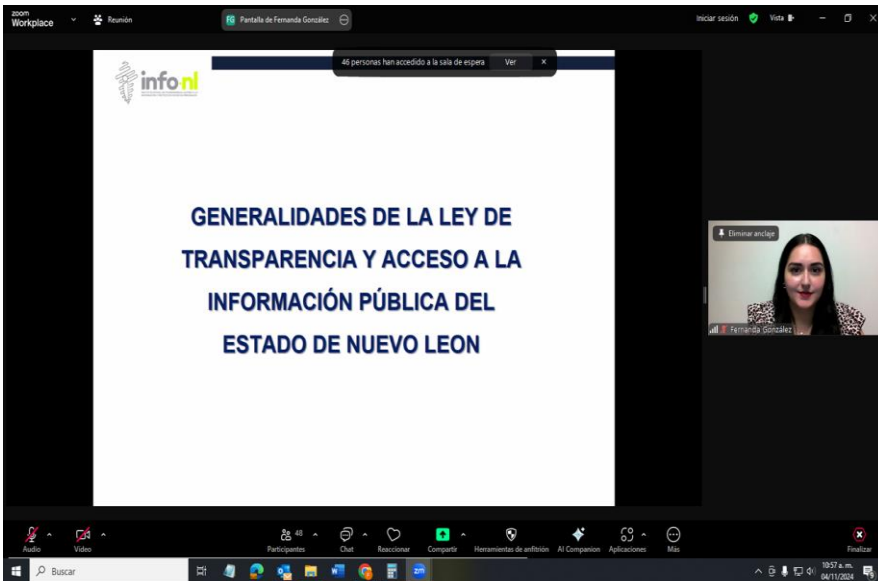 zoom
Workplace
Reunión
FG Pantalla de Fernanda González
Iniciar sesión
Vista
46 personas han accedido a la sala de espera Ver x
info nl
GENERALIDADES DE LA LEY DE
TRANSPARENCIA Y ACCESO A LA
INFORMACIÓN PÚBLICA DEL
ESTADO DE NUEVO LEON
Eliminar anclaje
Fernanda González
Audio
Video
Participantes 48
Chat
Reaccionar
Compartir
Herramientas de anfitrión
AI Companion
Aplicaciones
Más
Finalizar
Buscar
zm
10:57 a. m.
04/11/2024